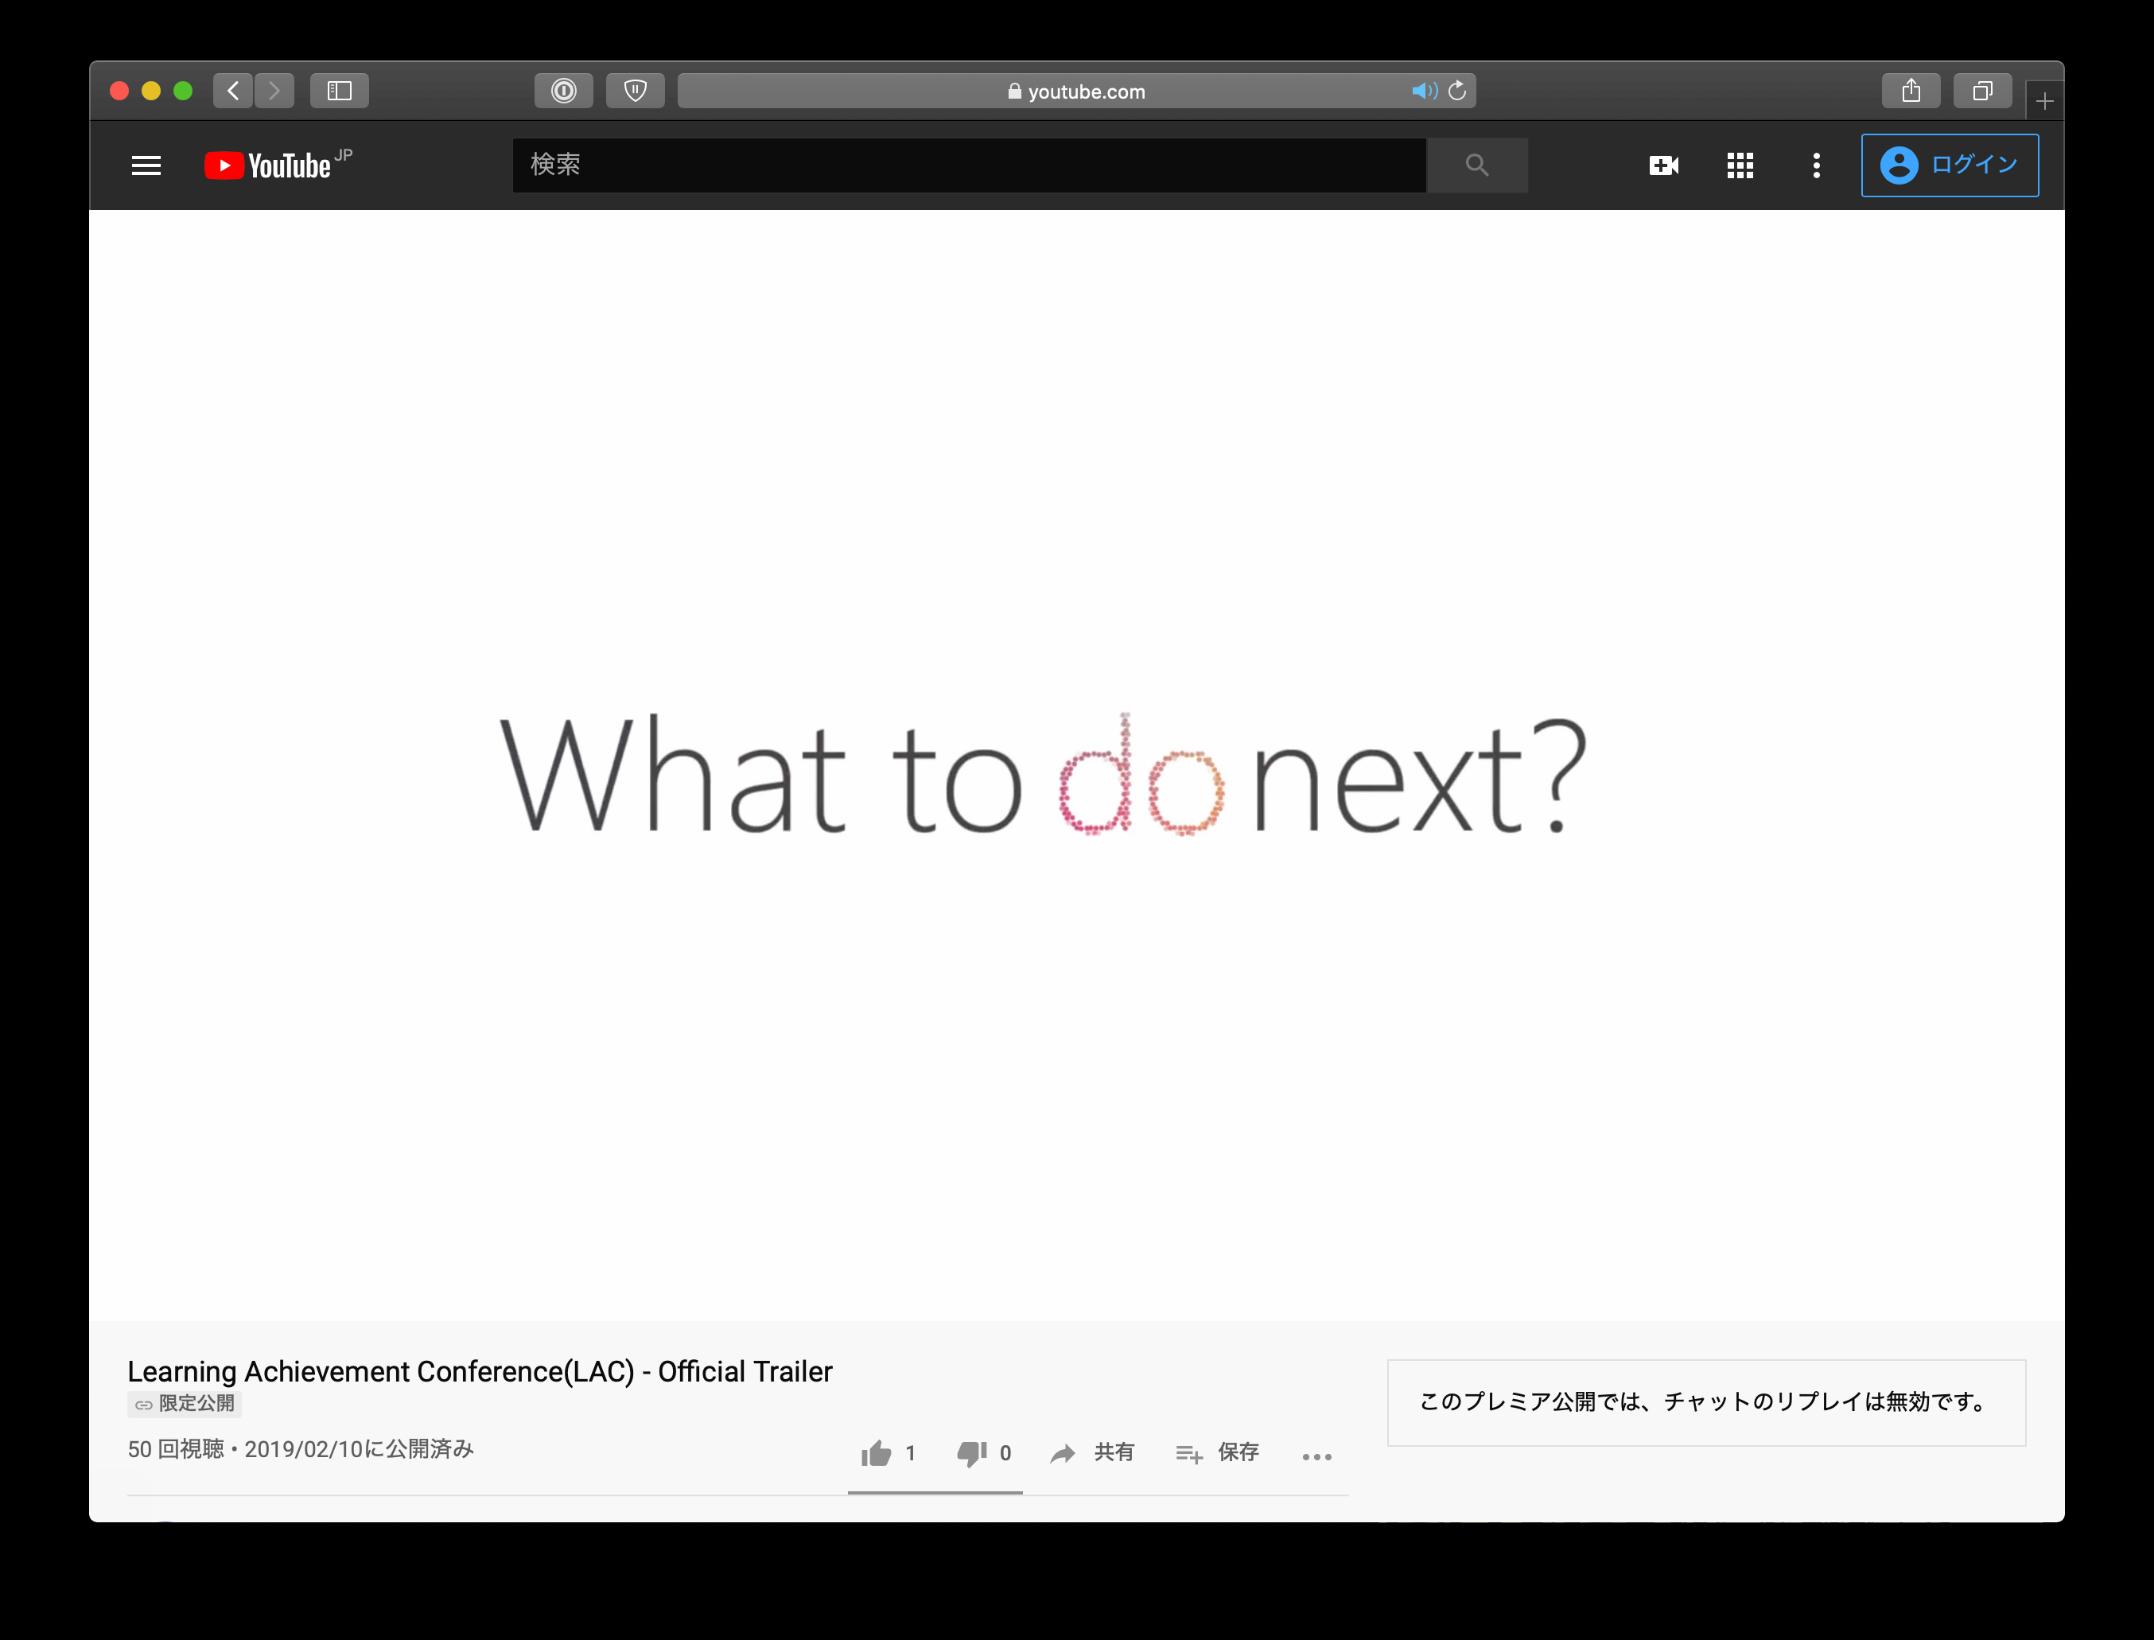 youtube.com
YouTube JP
検索
ログイン
What to do next?
Learning Achievement Conference(LAC) - Official Trailer
限定公開
50 回視聴・2019/02/10に公開済み
1
0
共有
保存
このプレミア公開では、チャットのリプレイは無効です。